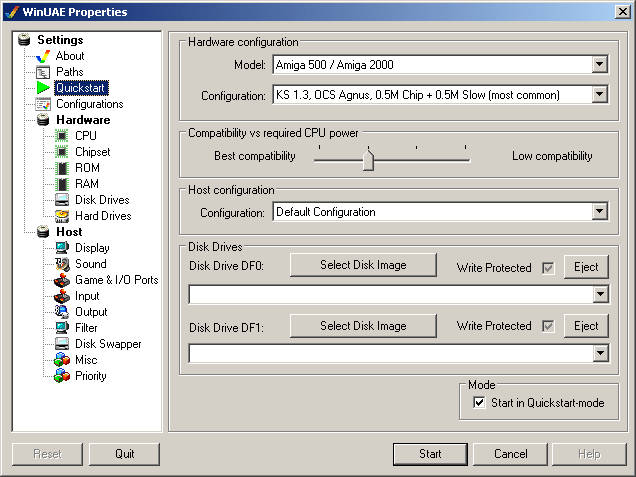 WinUAE Properties
Settings
About
Paths
Quickstart
Configurations
Hardware
CPU
Chipset
ROM
RAM
Disk Drives
Hard Drives
Host
Display
Sound
Game & I/O Ports
Input
Output
Filter
Disk Swapper
Misc
Priority
Hardware configuration
Model: Amiga 500 / Amiga 2000
Configuration: KS 1.3, OCS Agnus, 0.5M Chip + 0.5M Slow (most common)
Compatibility vs required CPU power
Best compatibility Low compatibility
Host configuration
Configuration: Default Configuration
Disk Drives
Disk Drive DF0: Select Disk Image Write Protected Eject
Disk Drive DF1: Select Disk Image Write Protected Eject
Mode
Start in Quickstart-mode
Reset Quit Start Cancel Help